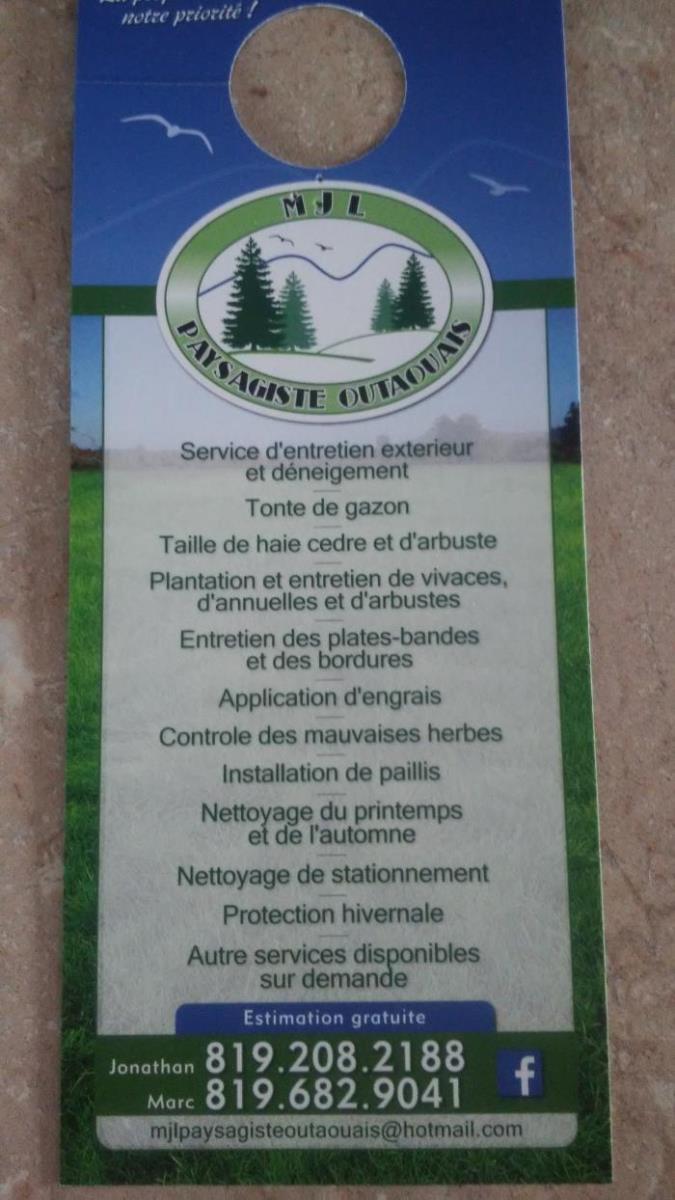 notre priorité !
MJL
PAYSAGISTE OUTAOUAIS
Service d'entretien exterieur
et déneigement
Tonte de gazon
Taille de haie cedre et d'arbuste
Plantation et entretien de vivaces,
d'annuelles et d'arbustes
Entretien des plates-bandes
et des bordures
Application d'engrais
Controle des mauvaises herbes
Installation de paillis
Nettoyage du printemps
et de l'automne
Nettoyage de stationnement
Protection hivernale
Autre services disponibles
sur demande
Estimation gratuite
Jonathan 819.208.2188
Marc 819.682.9041
f
mjlpaysagisteoutaouais@hotmail.com